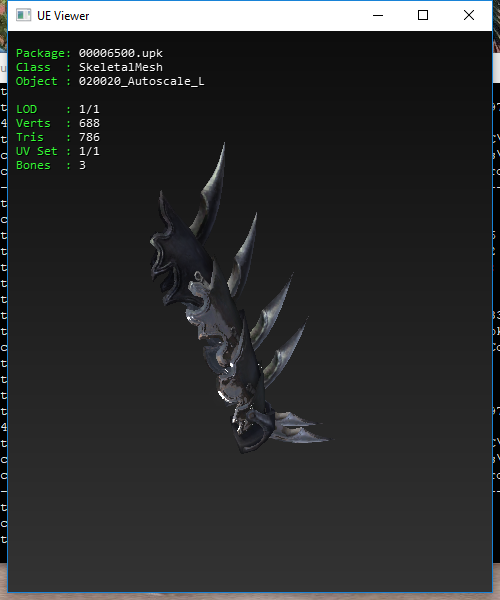 UE Viewer
Package: 00006500.upk
Class : SkeletalMesh
Object : 020020_Autoscale_L
LOD : 1/1
Verts : 688
Tris : 786
UV Set : 1/1
Bones : 3